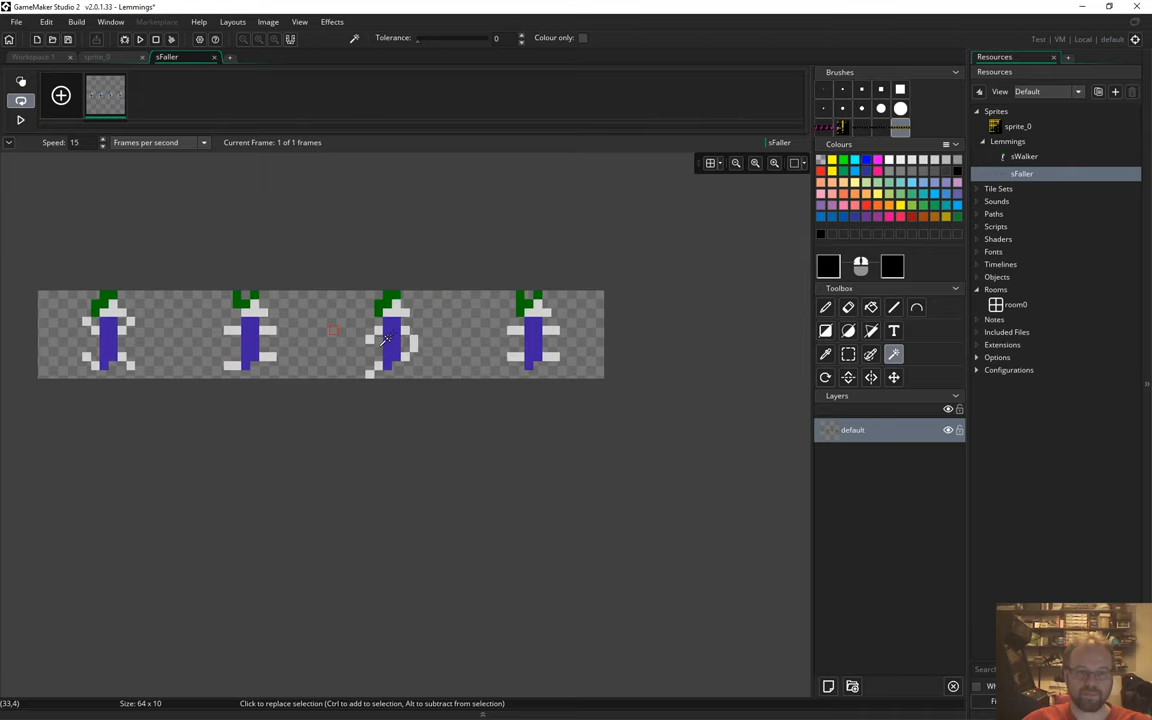 GameMaker Studio 2 v2.0.1.33 - Lemmings*
File Edit Build Window Marketplace Help Layouts Image View Effects
Tolerance: 0 Colour only:
Test | VM | Local | default
Workspace 1 sprite_0 sFaller
Resources
Resources
View Default
Speed: 15 Frames per second Current Frame: 1 of 1 frames sFaller
Brushes
Colours
Toolbox
T
Layers
default
Sprites
sprite_0
Lemmings
sWalker
sFaller
Tile Sets
Sounds
Paths
Scripts
Shaders
Fonts
Timelines
Objects
Rooms
room0
Notes
Included Files
Extensions
Options
Configurations
(33,4) Size: 64 x 10 Click to replace selection (Ctrl to add to selection, Alt to subtract from selection)